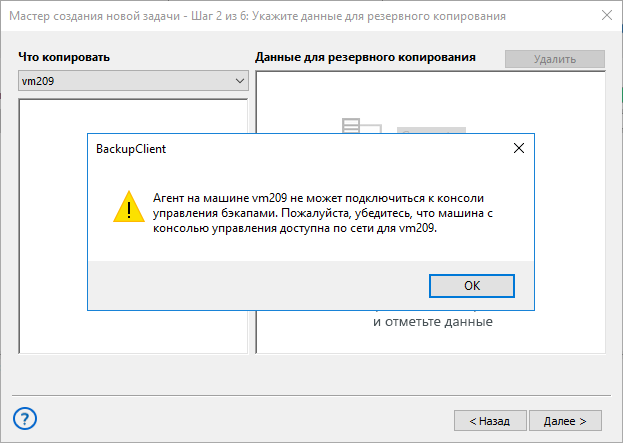 Мастер создания новой задачи - Шаг 2 из 6: Укажите данные для резервного копирования
Что копировать
Данные для резервного копирования
Удалить
vm209
BackupClient
Агент на машине vm209 не может подключиться к консоли
управления бэкапами. Пожалуйста, убедитесь, что машина с
консолью управления доступна по сети для vm209.
OK
и отметьте данные
?
< Назад
Далее >